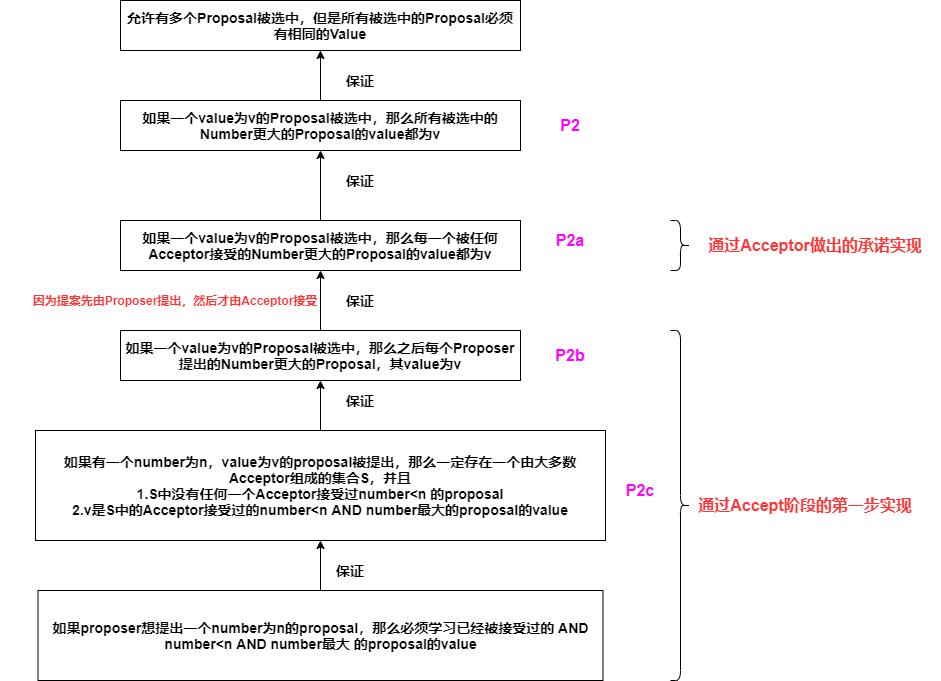 允许有多个Proposal被选中，但是所有被选中的Proposal必须
有相同的Value
保证
如果一个value为v的Proposal被选中，那么所有被选中的
Number更大的Proposal的value都为v
P2
保证
如果一个value为v的Proposal被选中，那么每一个被任何
Acceptor接受的Number更大的Proposal的value都为v
P2a
通过Acceptor做出的承诺实现
因为提案先由Proposer提出，然后才由Acceptor接受
保证
如果一个value为v的Proposal被选中，那么之后每个Proposer
提出的Number更大的Proposal，其value为v
P2b
保证
如果有一个number为n，value为v的proposal被提出，那么一定存在一个由大多数
Acceptor组成的集合S，并且
1.S中没有任何一个Acceptor接受过number<n 的proposal
2.v是S中的Acceptor接受过的number<n AND number最大的proposal的value
P2c
通过Accept阶段的第一步实现
保证
如果proposer想提出一个number为n的proposal，那么必须学习已经被接受过的 AND
number<n AND number最大 的proposal的value